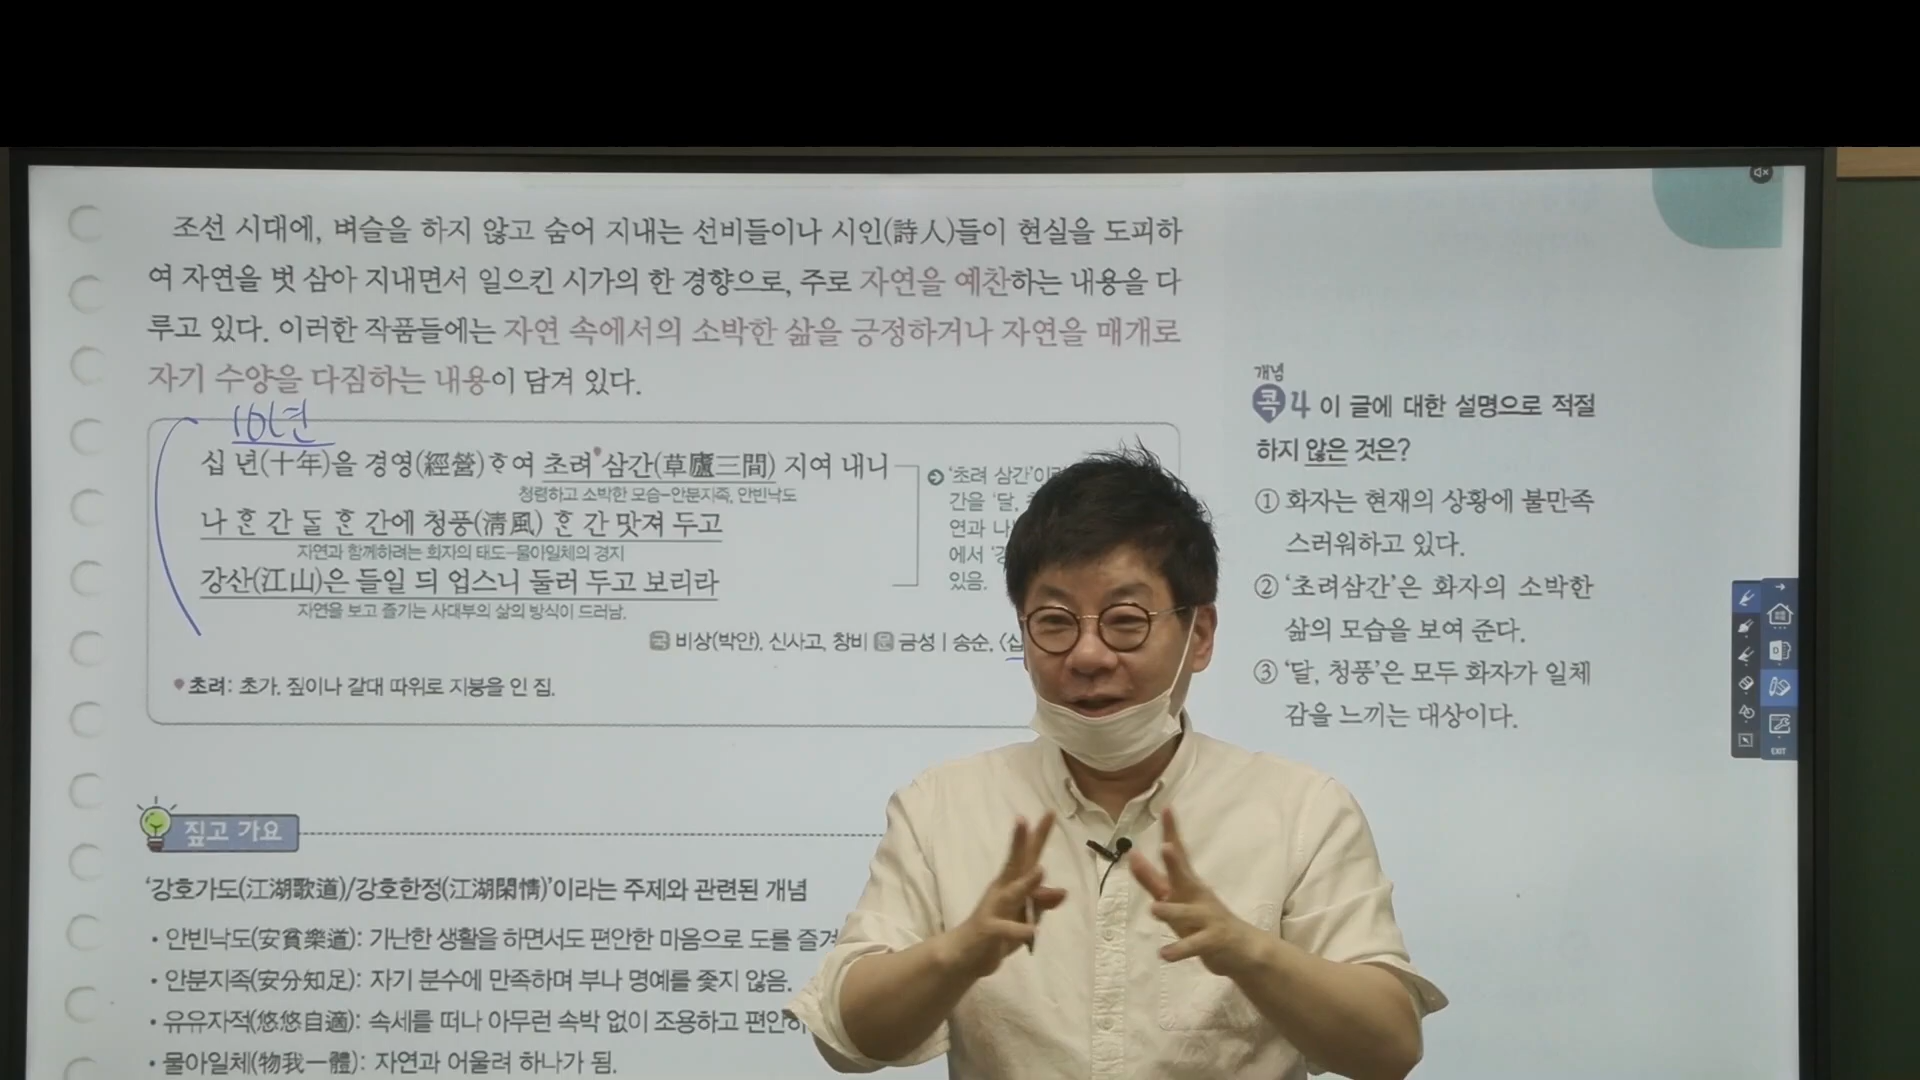 조선 시대에, 벼슬을 하지 않고 숨어 지내는 선비들이나 시인(詩人)들이 현실을 도피하
여 자연을 벗 삼아 지내면서 일으킨 시가의 한 경향으로, 주로 자연을 예찬하는 내용을 다
루고 있다. 이러한 작품들에는 자연 속에서의 소박한 삶을 긍정하거나 자연을 매개로
자기 수양을 다짐하는 내용이 담겨 있다.
10년
십 년(十年)을 경영(經營)ᄒᆞ여 초려 삼간(草廬三間) 지여 내니
청렴하고 소박한 모습-안분지족, 안빈낙도
나 ᄒᆞᆫ 간 ᄃᆞᆯ ᄒᆞᆫ 간에 청풍(淸風) ᄒᆞᆫ 간 맛져 두고
자연과 함께하려는 화자의 태도-물아일체의 경지
강산(江山)은 들일 듸 업스니 둘러 두고 보리라
자연을 보고 즐기는 사대부의 삶의 방식이 드러남.
'초려 삼간'이
간을 '달,
연과 나
에서
있음.
국 비상(박안), 신사고, 창비 문 금성 | 송순, 〈십
초려: 초가. 짚이나 갈대 따위로 지붕을 인 집.
짚고 가요
'강호가도(江湖歌道)/강호한정(江湖閑情)'이라는 주제와 관련된 개념
• 안빈낙도(安貧樂道): 가난한 생활을 하면서도 편안한 마음으로 도를 즐겨
• 안분지족(安分知足): 자기 분수에 만족하며 부나 명예를 좇지 않음.
• 유유자적(悠悠自適): 속세를 떠나 아무런 속박 없이 조용하고 편안하
• 물아일체(物我一體): 자연과 어울려 하나가 됨.
개념
콕 4 이 글에 대한 설명으로 적절
하지 않은 것은?
① 화자는 현재의 상황에 불만족
스러워하고 있다.
② '초려삼간'은 화자의 소박한
삶의 모습을 보여 준다.
③ '달, 청풍'은 모두 화자가 일체
감을 느끼는 대상이다.
EXIT